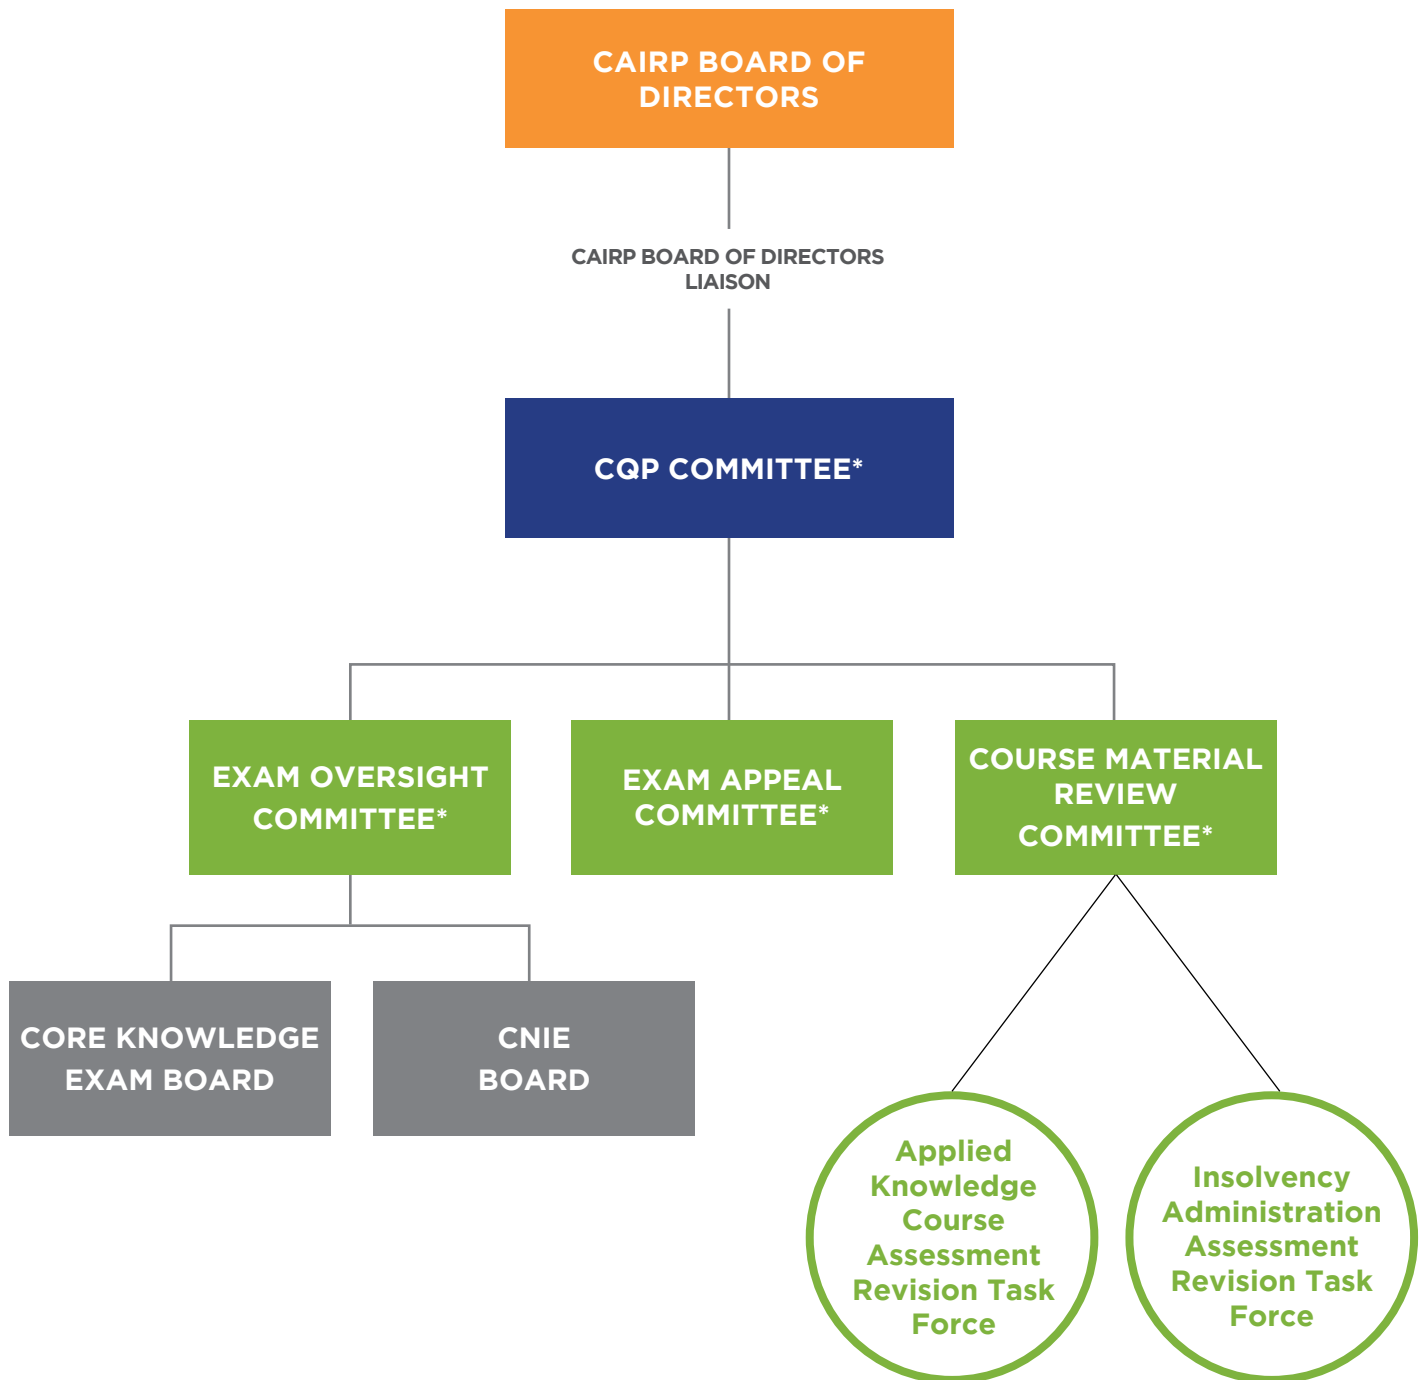 CAIRP BOARD OF
DIRECTORS
CAIRP BOARD OF DIRECTORS
LIAISON
CQP COMMITTEE*
EXAM OVERSIGHT
COMMITTEE*
EXAM APPEAL
COMMITTEE*
COURSE MATERIAL
REVIEW
COMMITTEE*
CORE KNOWLEDGE
EXAM BOARD
CNIE
BOARD
Applied
Knowledge
Course
Assessment
Revision Task
Force
Insolvency
Administration
Assessment
Revision Task
Force